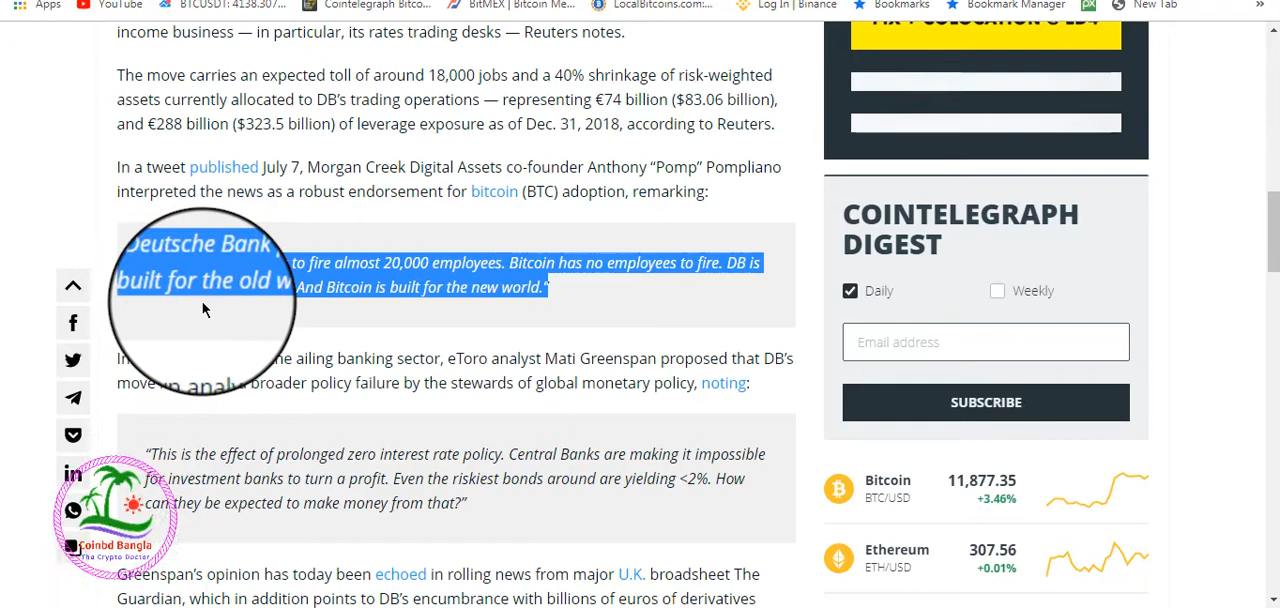 Apps
YouTube
BTCUSDT: 4138.307...
Cointelegraph Bitco...
BitMEX | Bitcoin Me...
LocalBitcoins.com:...
Log In | Binance
Bookmarks
Bookmark Manager
px
New Tab
»
income business — in particular, its rates trading desks — Reuters notes.
The move carries an expected toll of around 18,000 jobs and a 40% shrinkage of risk-weighted
assets currently allocated to DB’s trading operations — representing €74 billion ($83.06 billion),
and €288 billion ($323.5 billion) of leverage exposure as of Dec. 31, 2018, according to Reuters.
In a tweet published July 7, Morgan Creek Digital Assets co-founder Anthony “Pomp” Pompliano
interpreted the news as a robust endorsement for bitcoin (BTC) adoption, remarking:
Deutsche Bank to fire almost 20,000 employees. Bitcoin has no employees to fire. DB is
built for the old w And Bitcoin is built for the new world.”
In he ailing banking sector, eToro analyst Mati Greenspan proposed that DB’s
move broader policy failure by the stewards of global monetary policy, noting:
“This is the effect of prolonged zero interest rate policy. Central Banks are making it impossible
for investment banks to turn a profit. Even the riskiest bonds around are yielding <2%. How
can they be expected to make money from that?”
Greenspan’s opinion has today been echoed in rolling news from major U.K. broadsheet The
Guardian, which in addition points to DB’s encumbrance with billions of euros of derivatives
Coinbd Bangla
The Crypto Doctor
COINTELEGRAPH
DIGEST
Daily
Weekly
Email address
SUBSCRIBE
Bitcoin 11,877.35
BTC/USD +3.46%
Ethereum 307.56
ETH/USD +0.01%